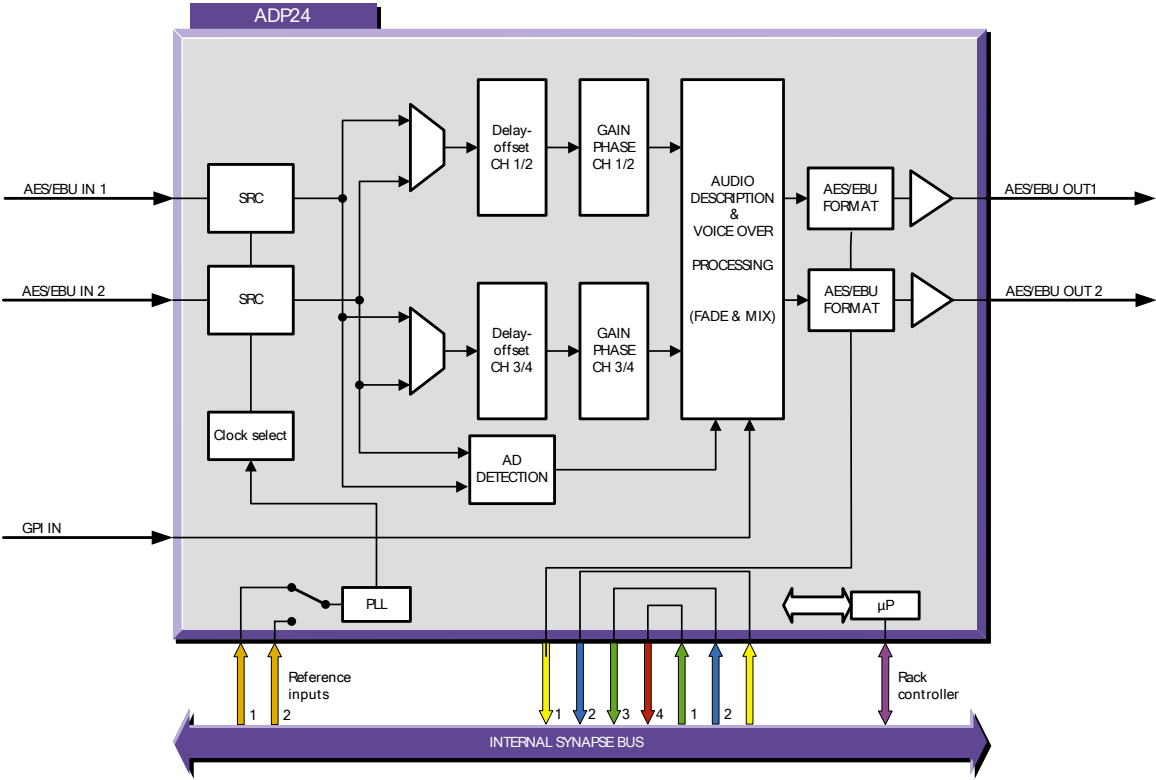 ADP24
Delay-
offset
CH 1/2
GAIN
PHASE
CH 1/2
AUDIO
DESCRIPTION
&
VOICE OVER
PROCESSING
(FADE & MIX)
AES/EBU IN 1
SRC
AES/EBU
FORMAT
AES/EBU OUT1
AES/EBU IN 2
SRC
AES/EBU
FORMAT
AES/EBU OUT 2
Delay-
offset
CH 3/4
GAIN
PHASE
CH 3/4
Clock select
AD
DETECTION
GPI IN
PLL
µP
Reference
inputs
Rack
controller
1
2
1
2
3
4
1
2
INTERNAL SYNAPSE BUS